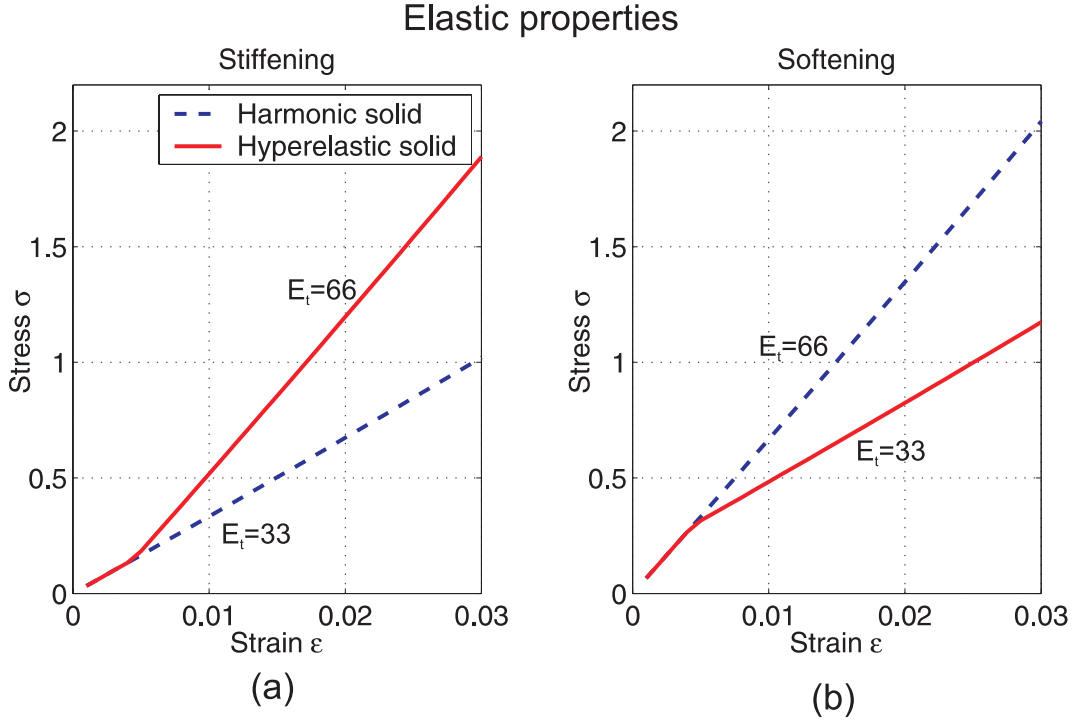 Elastic properties
Stiffening
Harmonic solid
Hyperelastic solid
2
1.5
1
0.5
0
Stress σ
E_t=66
E_t=33
0
0.01
0.02
0.03
Strain ε
(a)
Softening
2
1.5
1
0.5
0
Stress σ
E_t=66
E_t=33
0
0.01
0.02
0.03
Strain ε
(b)